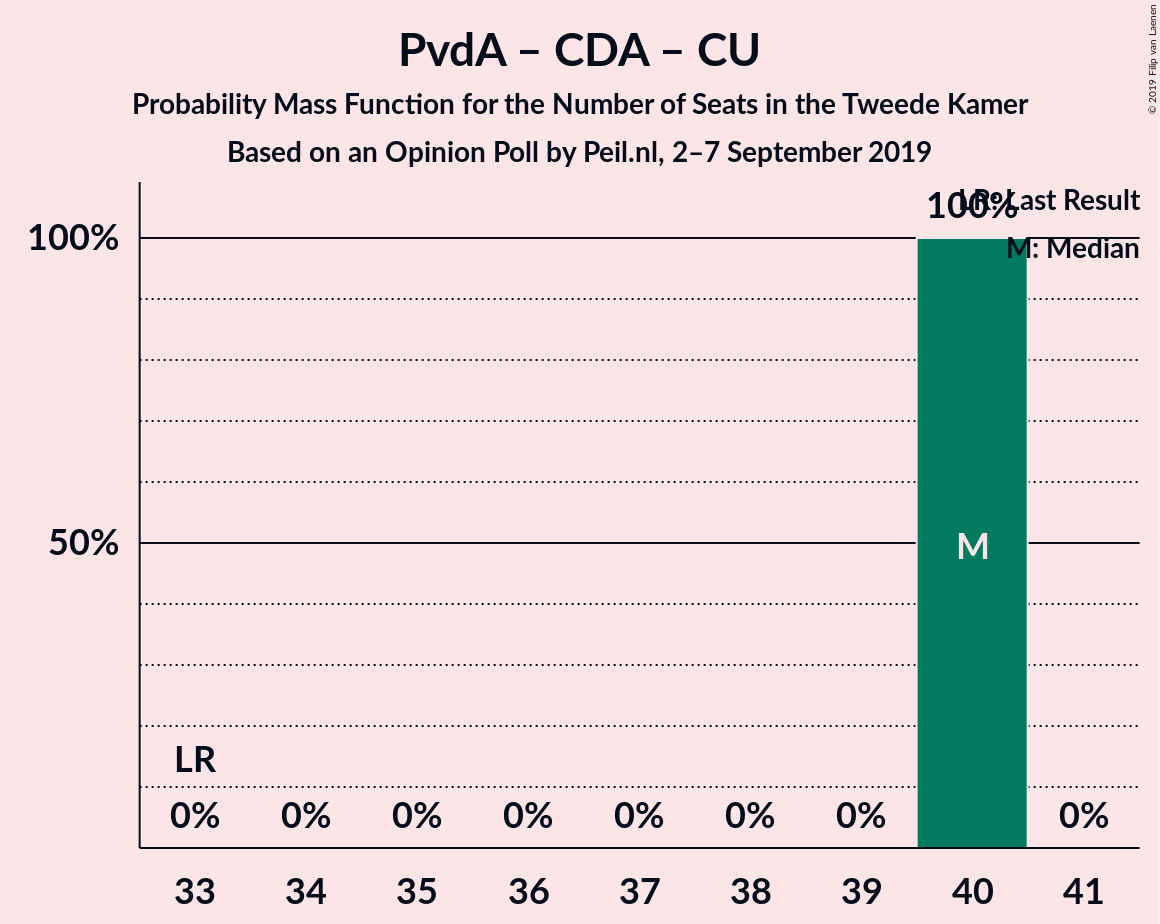 PvdA – CDA – CU
Probability Mass Function for the Number of Seats in the Tweede Kamer
Based on an Opinion Poll by Peil.nl, 2–7 September 2019
© 2019 Filip van Laenen
LR: Last Result
M: Median
100%
100%
50%
M
LR
0% 0% 0% 0% 0% 0% 0% 0%
33 34 35 36 37 38 39 40 41